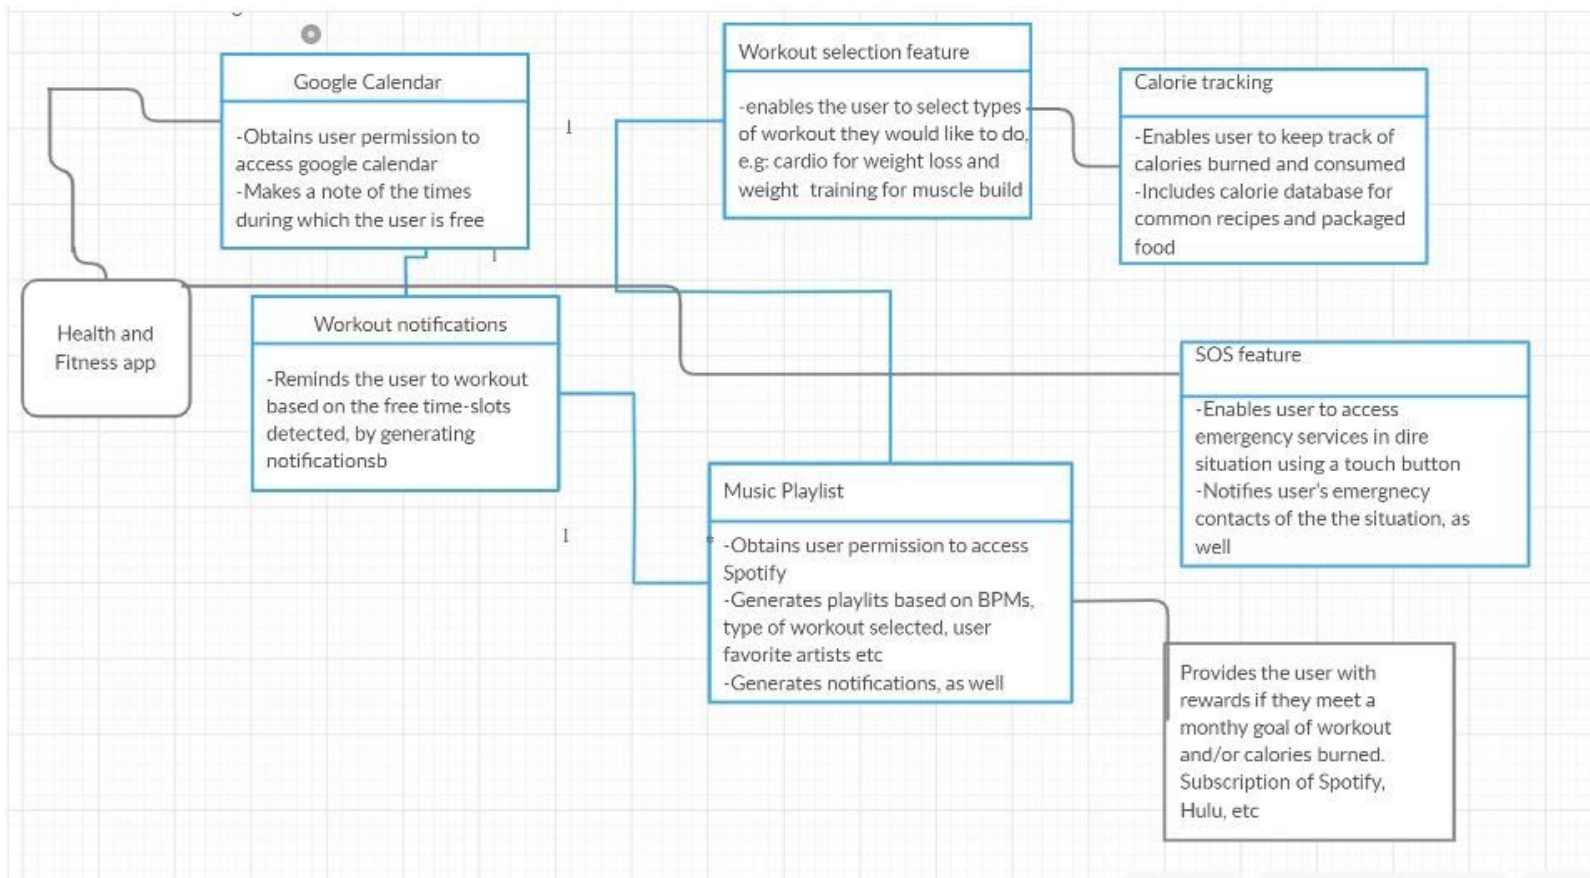 Google Calendar
-Obtains user permission to
access google calendar
-Makes a note of the times
during which the user is free
Workout selection feature
-enables the user to select types
of workout they would like to do,
e.g: cardio for weight loss and
weight training for muscle build
Calorie tracking
-Enables user to keep track of
calories burned and consumed
-Includes calorie database for
common recipes and packaged
food
Health and
Fitness app
Workout notifications
-Reminds the user to workout
based on the free time-slots
detected, by generating
notificationsb
SOS feature
-Enables user to access
emergency services in dire
situation using a touch button
-Notifies user's emergnecy
contacts of the the situation, as
well
Music Playlist
-Obtains user permission to access
Spotify
-Generates playlits based on BPMs,
type of workout selected, user
favorite artists etc
-Generates notifications, as well
Provides the user with
rewards if they meet a
monthy goal of workout
and/or calories burned.
Subscription of Spotify,
Hulu, etc